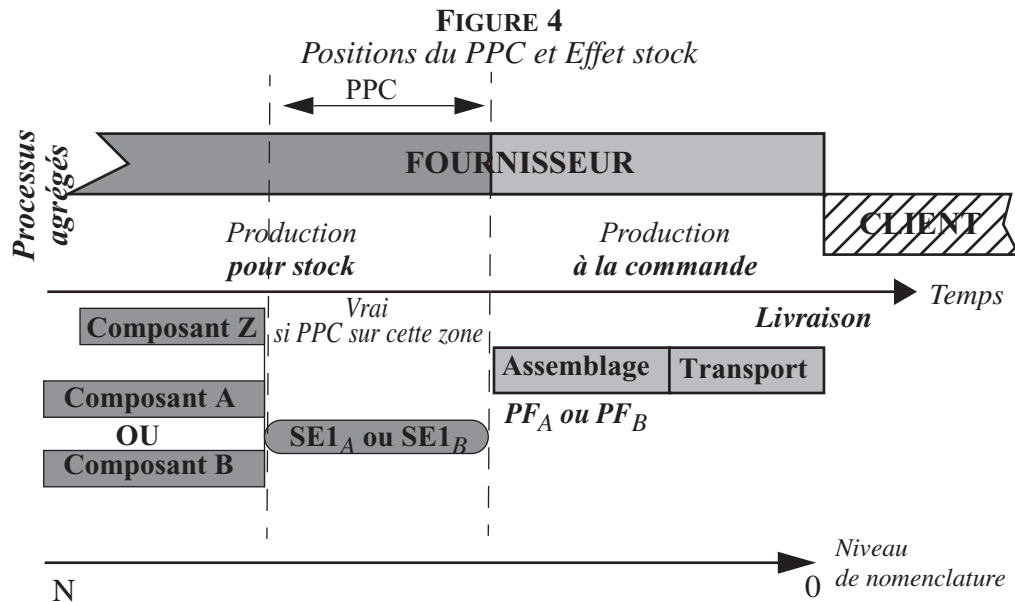 FIGURE 4
Positions du PPC et Effet stock
PPC
Processus
agrégés
FOURNISSEUR
CLIENT
Production
pour stock
Production
à la commande
Temps
Vrai
si PPC sur cette zone
Livraison
Composant Z
Assemblage
Transport
Composant A
PFA ou PFB
OU
SE1A ou SE1B
Composant B
N
0
Niveau
de nomenclature